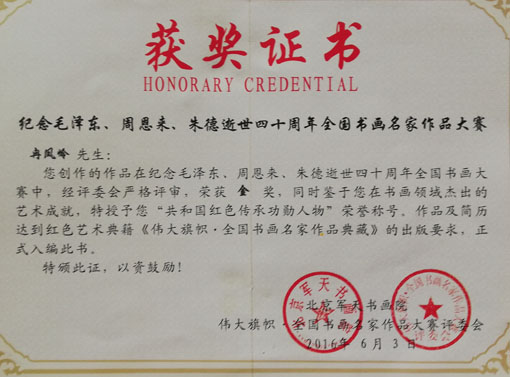 获奖证书
HONORARY CREDENTIAL
纪念毛泽东、周恩来、朱德逝世四十周年全国书画名家作品大赛
冉风岭 先生：
您创作的作品在纪念毛泽东、周恩来、朱德逝世四十周年全国书画大
赛中，经评委会严格评审，荣获 金 奖，同时鉴于您在书画领域杰出的
艺术成就，特授予您“共和国红色传承功勋人物”荣誉称号。作品及简历
达到红色艺术典籍《伟大旗帜·全国书画名家作品典藏》的出版要求，正
式入编此书。
特颁此证，以资鼓励！
北京军天书画院
伟大旗帜·全国书画名家作品大赛评委会
2016年 6月 3日